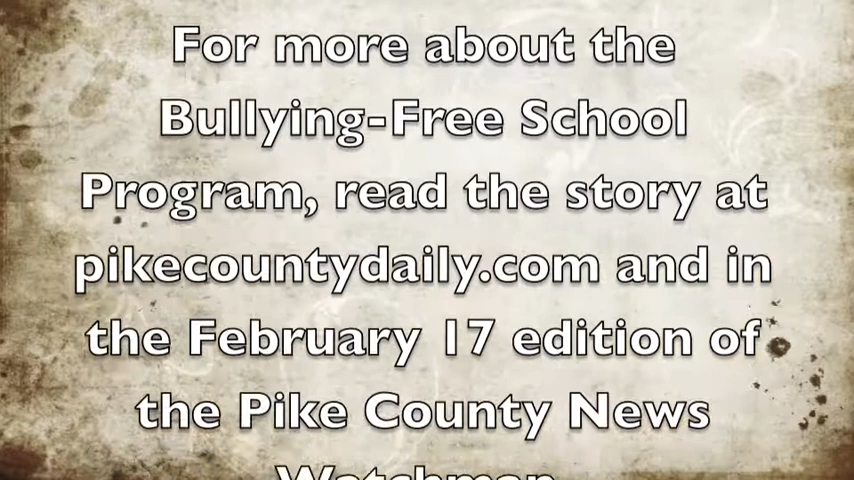 For more about the
Bullying-Free School
Program, read the story at
pikecountydaily.com and in
the February 17 edition of
the Pike County News
Watchman